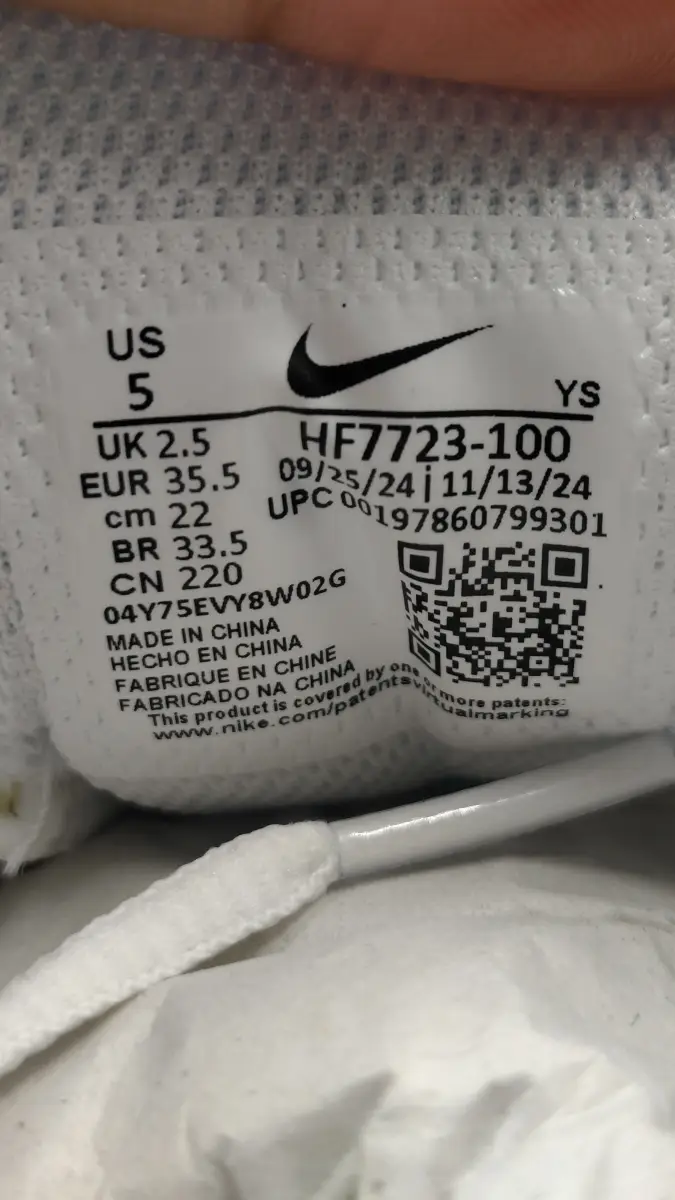 US
5
YS
UK 2.5
EUR 35.5
cm 22
BR 33.5
CN 220
HF7723-100
09/25/24 | 11/13/24
UPC 00197860799301
04Y75EVY8W02G
MADE IN CHINA
HECHO EN CHINA
FABRIQUE EN CHINE
FABRICADO NA CHINA
This product is covered by one or more patents:
www.nike.com/patentsvirtualmarking